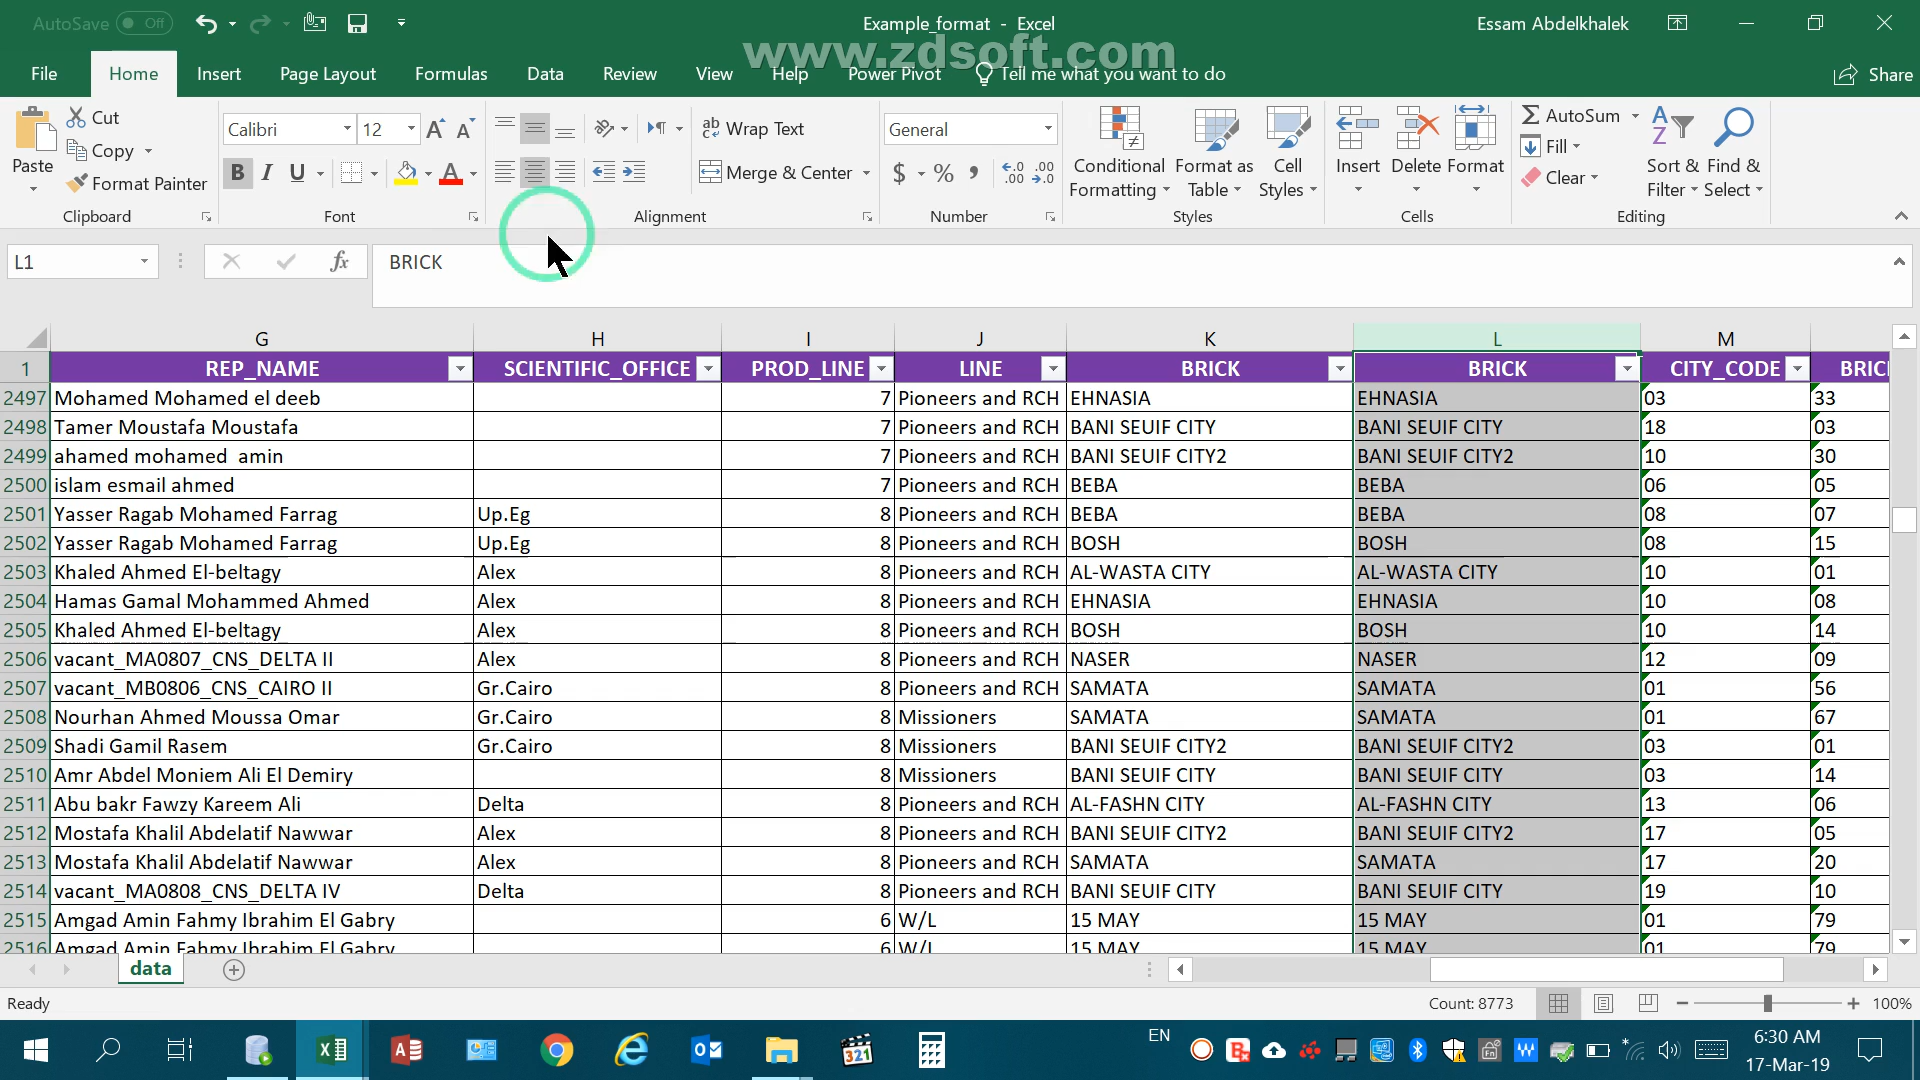 AutoSave Off
Example_format - Excel
Essam Abdelkhalek
www.zdsoft.com
File Home Insert Page Layout Formulas Data Review View Help Power Pivot Tell me what you want to do Share
Paste
Cut
Copy
Format Painter
Clipboard
Calibri 12
B I U
Font
Wrap Text
Merge & Center
Alignment
General
$ % ,
Number
Conditional Formatting
Format as Table
Cell Styles
Styles
Insert Delete Format
Cells
AutoSum
Fill
Clear
Sort & Filter
Find & Select
Editing
L1 fx BRICK
G H I J K L M
1 REP_NAME SCIENTIFIC_OFFICE PROD_LINE LINE BRICK BRICK CITY_CODE BRICI
2497 Mohamed Mohamed el deeb 7 Pioneers and RCH EHNASIA EHNASIA 03 33
2498 Tamer Moustafa Moustafa 7 Pioneers and RCH BANI SEUIF CITY BANI SEUIF CITY 18 03
2499 ahamed mohamed  amin 7 Pioneers and RCH BANI SEUIF CITY2 BANI SEUIF CITY2 10 30
2500 islam esmail ahmed 7 Pioneers and RCH BEBA BEBA 06 05
2501 Yasser Ragab Mohamed Farrag Up.Eg 8 Pioneers and RCH BEBA BEBA 08 07
2502 Yasser Ragab Mohamed Farrag Up.Eg 8 Pioneers and RCH BOSH BOSH 08 15
2503 Khaled Ahmed El-beltagy Alex 8 Pioneers and RCH AL-WASTA CITY AL-WASTA CITY 10 01
2504 Hamas Gamal Mohammed Ahmed Alex 8 Pioneers and RCH EHNASIA EHNASIA 10 08
2505 Khaled Ahmed El-beltagy Alex 8 Pioneers and RCH BOSH BOSH 10 14
2506 vacant_MA0807_CNS_DELTA II Alex 8 Pioneers and RCH NASER NASER 12 09
2507 vacant_MB0806_CNS_CAIRO II Gr.Cairo 8 Pioneers and RCH SAMATA SAMATA 01 56
2508 Nourhan Ahmed Moussa Omar Gr.Cairo 8 Missioners SAMATA SAMATA 01 67
2509 Shadi Gamil Rasem Gr.Cairo 8 Missioners BANI SEUIF CITY2 BANI SEUIF CITY2 03 01
2510 Amr Abdel Moniem Ali El Demiry 8 Missioners BANI SEUIF CITY BANI SEUIF CITY 03 14
2511 Abu bakr Fawzy Kareem Ali Delta 8 Pioneers and RCH AL-FASHN CITY AL-FASHN CITY 13 06
2512 Mostafa Khalil Abdelatif Nawwar Alex 8 Pioneers and RCH BANI SEUIF CITY2 BANI SEUIF CITY2 17 05
2513 Mostafa Khalil Abdelatif Nawwar Alex 8 Pioneers and RCH SAMATA SAMATA 17 20
2514 vacant_MA0808_CNS_DELTA IV Delta 8 Pioneers and RCH BANI SEUIF CITY BANI SEUIF CITY 19 10
2515 Amgad Amin Fahmy Ibrahim El Gabry 6 W/L 15 MAY 15 MAY 01 79
2516 Amgad Amin Fahmy Ibrahim El Gabry 6 W/L 15 MAY 15 MAY 01 79
data
Ready Count: 8773 100%
EN
6:30 AM
17-Mar-19